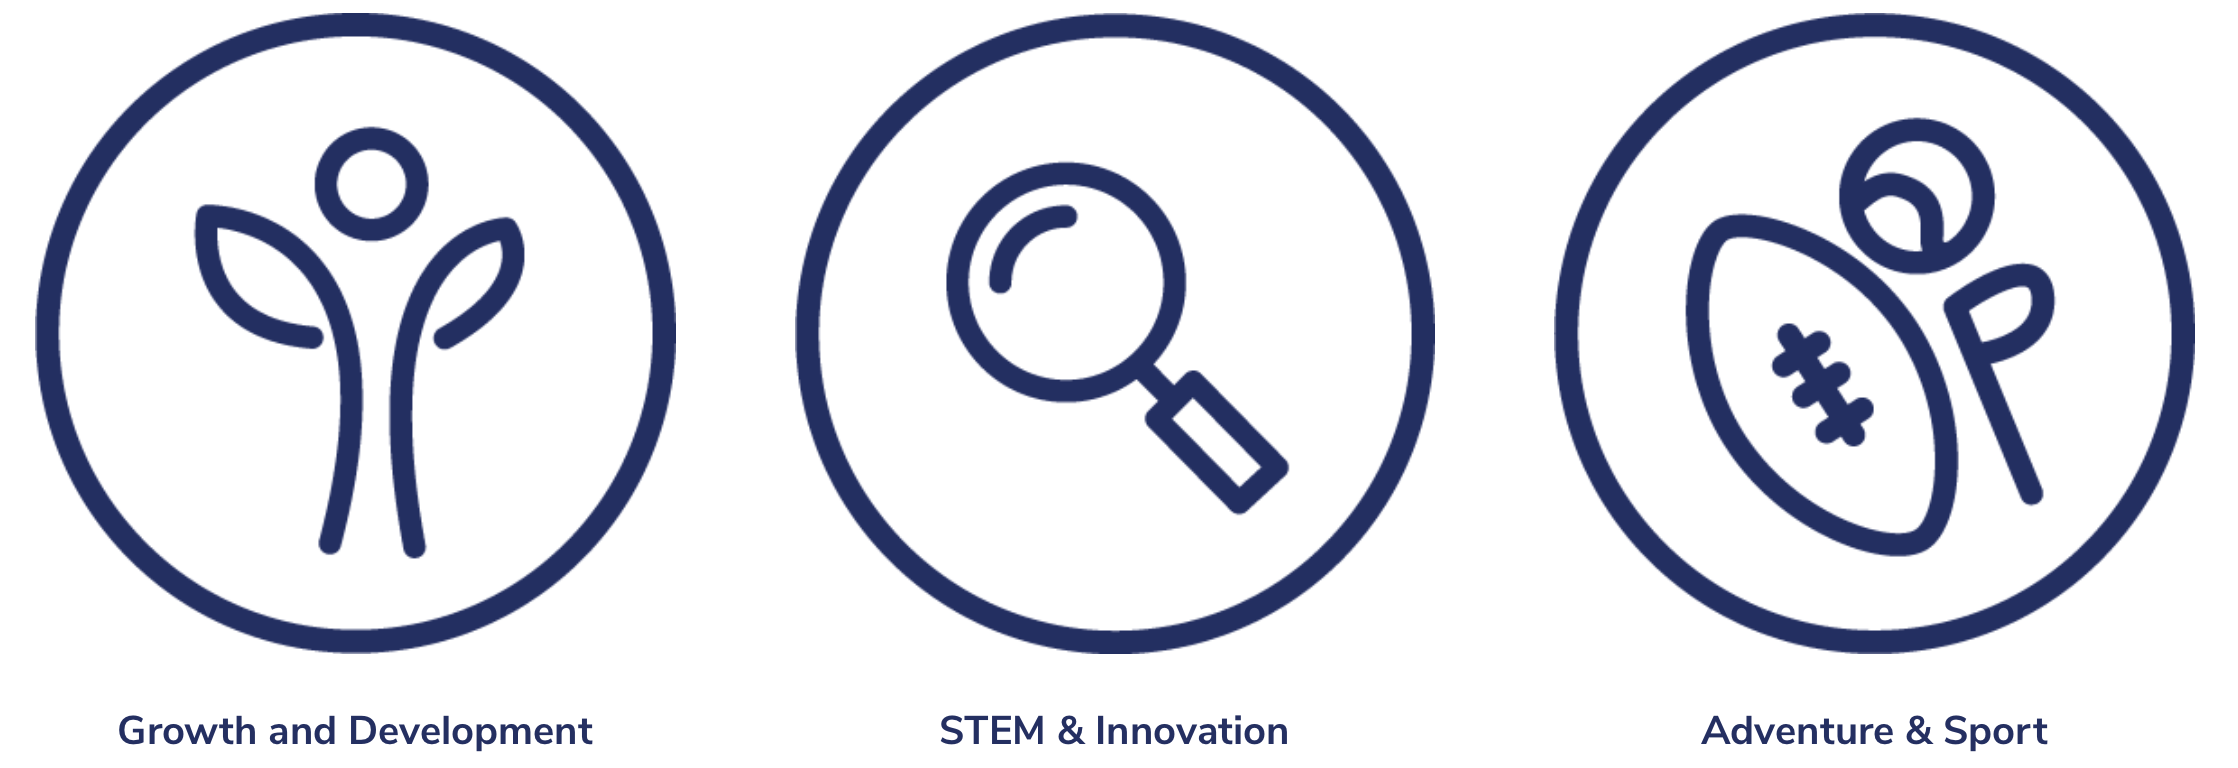 Growth and Development
STEM & Innovation
Adventure & Sport